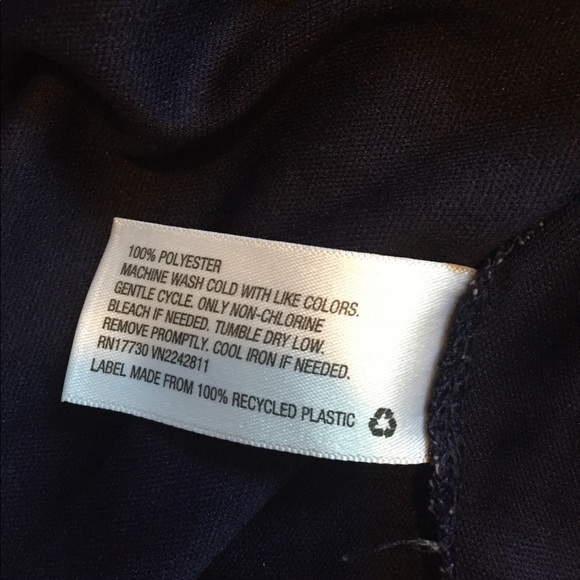 100% POLYESTER
MACHINE WASH COLD WITH LIKE COLORS.
GENTLE CYCLE. ONLY NON-CHLORINE
BLEACH IF NEEDED. TUMBLE DRY LOW.
REMOVE PROMPTLY. COOL IRON IF NEEDED.
RN17730 VN2242811
LABEL MADE FROM 100% RECYCLED PLASTIC